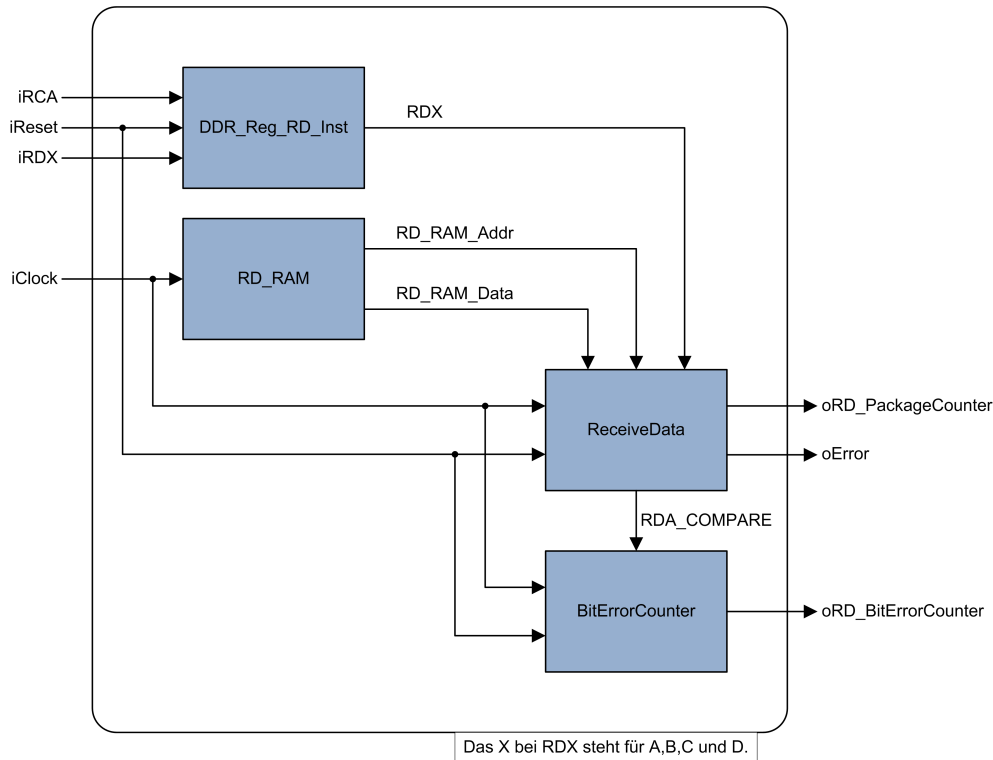 iRCA
iReset
iRDX
DDR_Reg_RD_Inst
RDX
iClock
RD_RAM
RD_RAM_Addr
RD_RAM_Data
ReceiveData
oRD_PackageCounter
oError
RDA_COMPARE
BitErrorCounter
oRD_BitErrorCounter
Das X bei RDX steht für A,B,C und D.